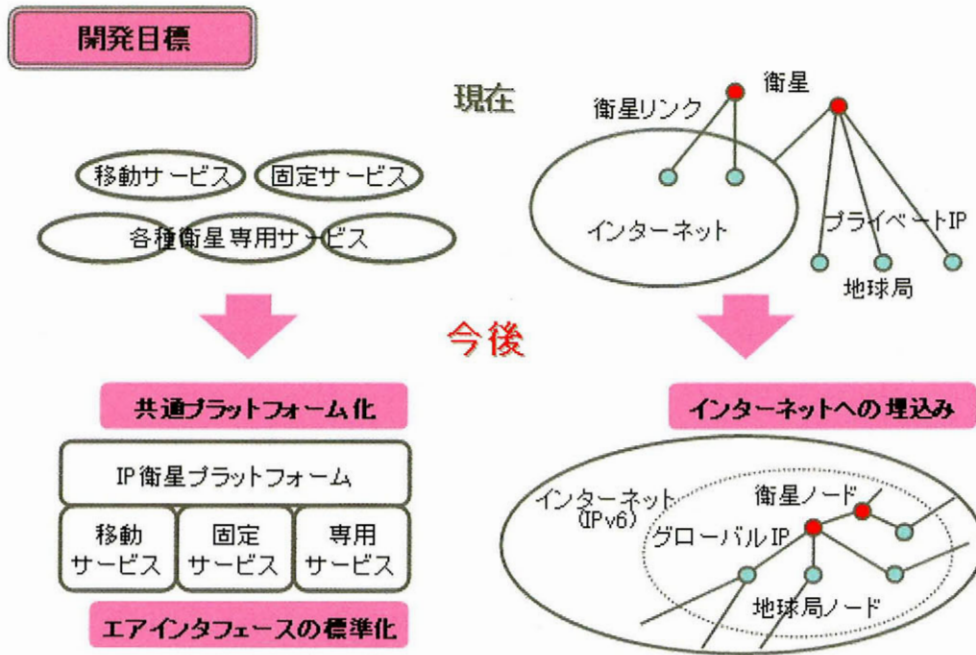 開発目標
現在
衛星
衛星リンク
移動サービス
固定サービス
各種衛星専用サービス
インターネット
プライベートIP
地球局
今後
共通プラットフォーム化
インターネットへの埋込み
IP衛星プラットフォーム
移動
サービス
固定
サービス
専用
サービス
エアインタフェースの標準化
インターネット
(IPv6)
衛星ノード
グローバルIP
地球局ノード